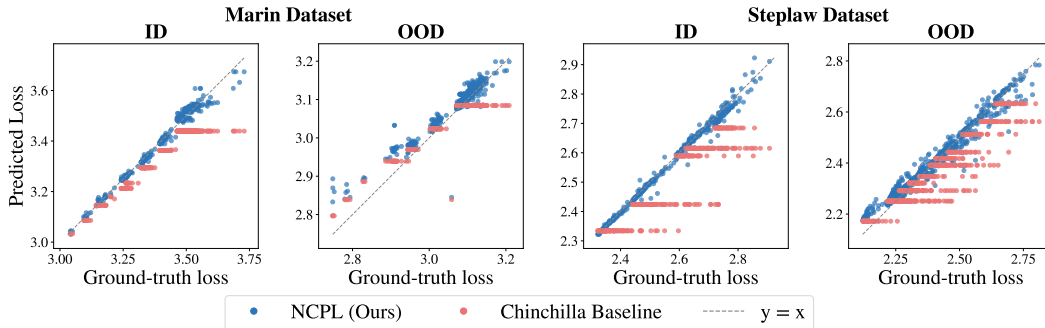 Marin Dataset
Steplaw Dataset
ID
OOD
ID
OOD
Predicted Loss
3.6
3.4
3.2
3.0
3.00
3.25
3.50
3.75
Ground-truth loss
3.2
3.1
3.0
2.9
2.8
2.8
2.9
3.0
3.1
3.2
Ground-truth loss
2.9
2.8
2.7
2.6
2.5
2.4
2.3
2.4
2.6
2.8
Ground-truth loss
2.8
2.6
2.4
2.2
2.25
2.50
2.75
Ground-truth loss
NCPL (Ours)
Chinchilla Baseline
y = x